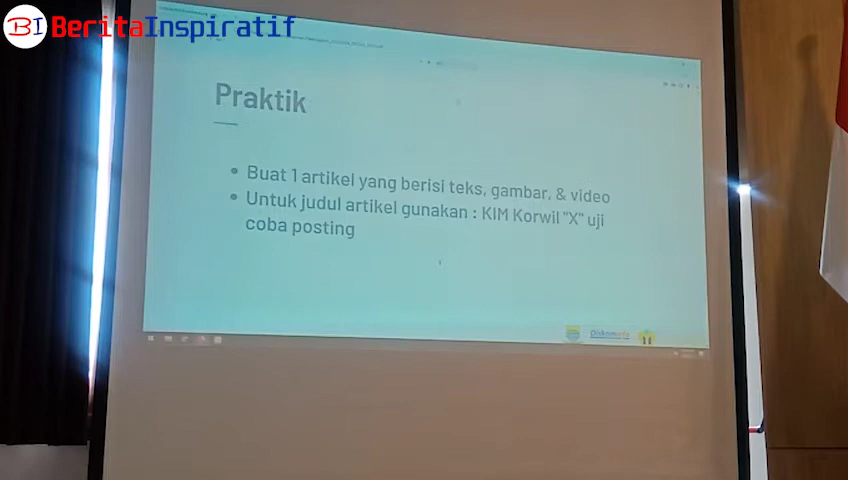 BI BeritaInspiratif
Praktik
Buat 1 artikel yang berisi teks, gambar, & video
Untuk judul artikel gunakan : KIM Korwil "X" uji
coba posting